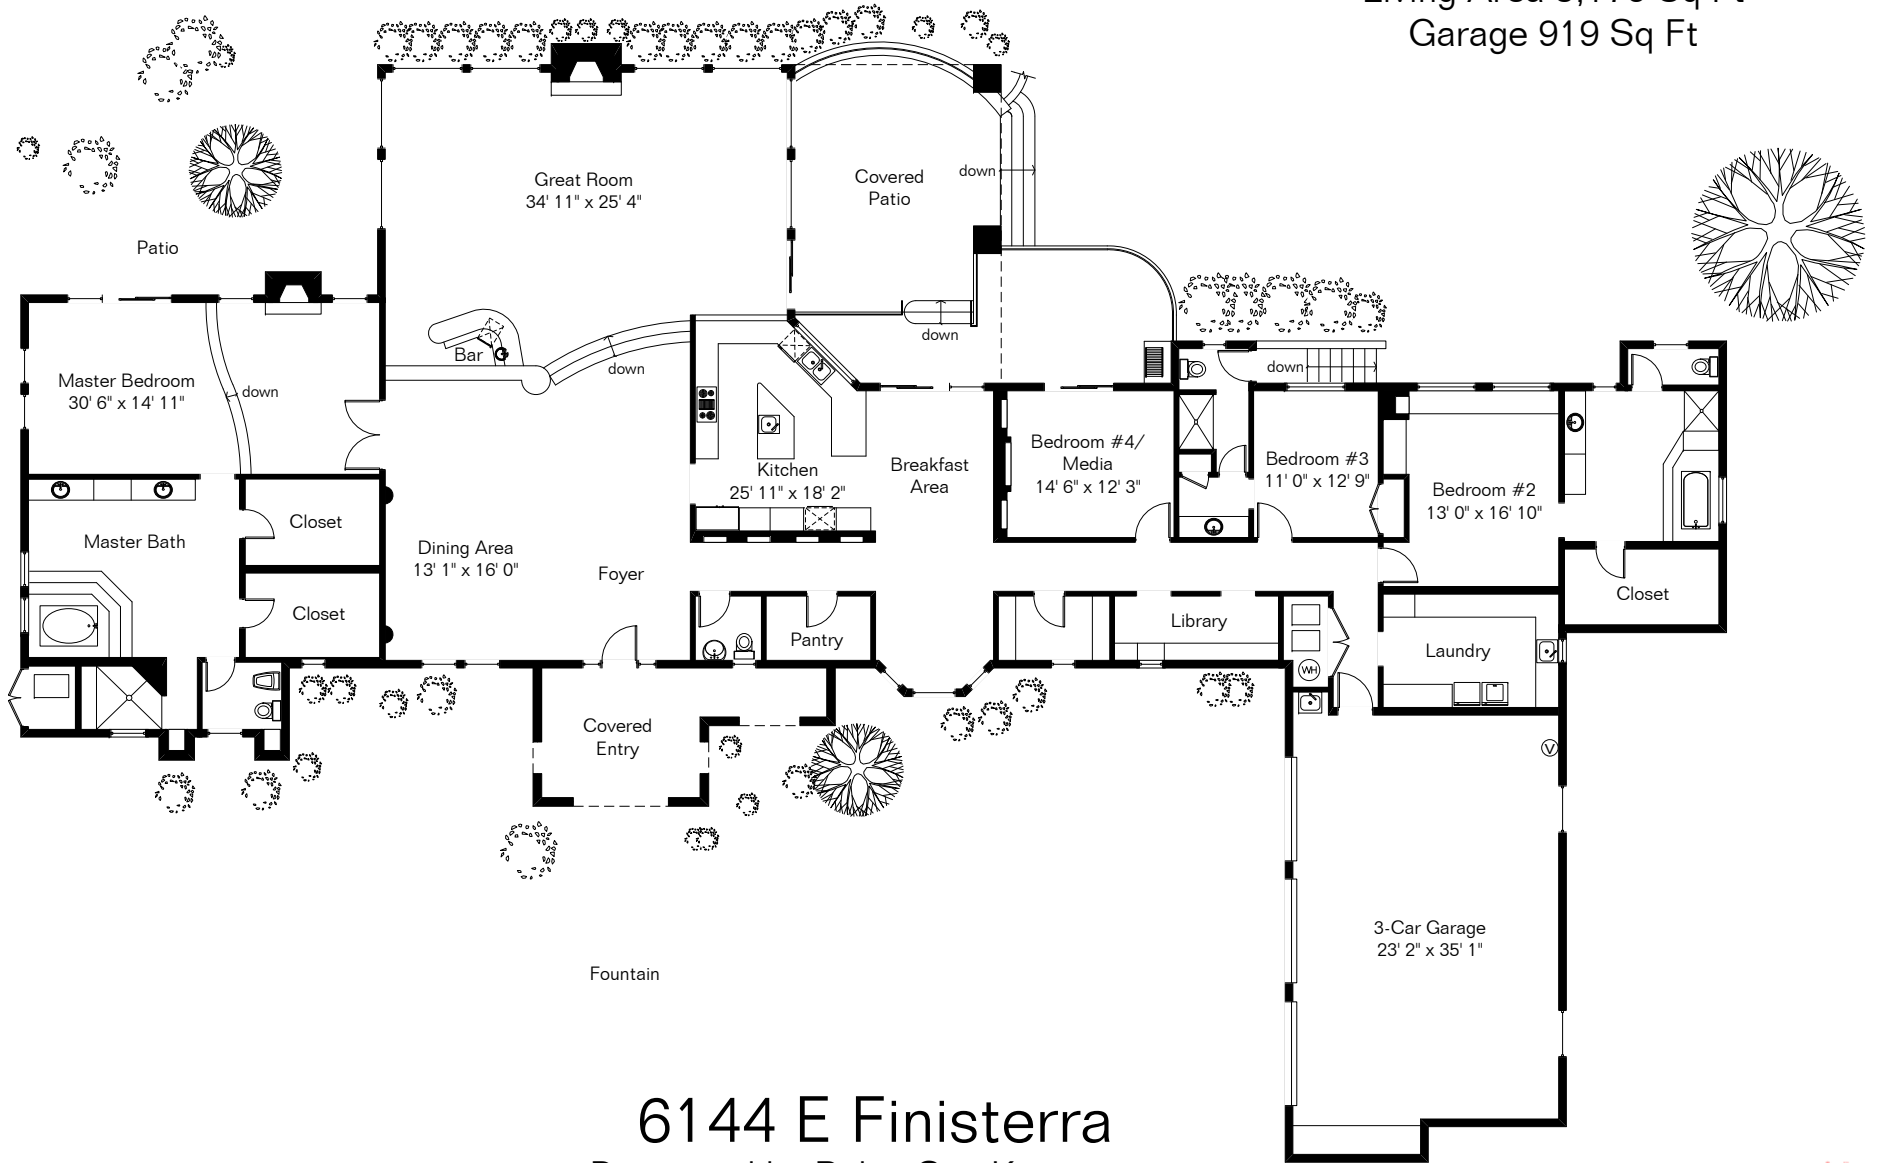 Garage 919 Sq Ft
Great Room
34' 11" x 25' 4"
Covered
Patio
down
Patio
Bar
down
down
down
Master Bedroom
30' 6" x 14' 11"
down
Kitchen
25' 11" x 18' 2"
Breakfast
Area
Bedroom #4/
Media
14' 6" x 12' 3"
Bedroom #3
11' 0" x 12' 9"
Bedroom #2
13' 0" x 16' 10"
Closet
Master Bath
Dining Area
13' 1" x 16' 0"
Foyer
Closet
Closet
Pantry
Library
Laundry
WH
Covered
Entry
V
3-Car Garage
23' 2" x 35' 1"
Fountain
6144 E Finisterra